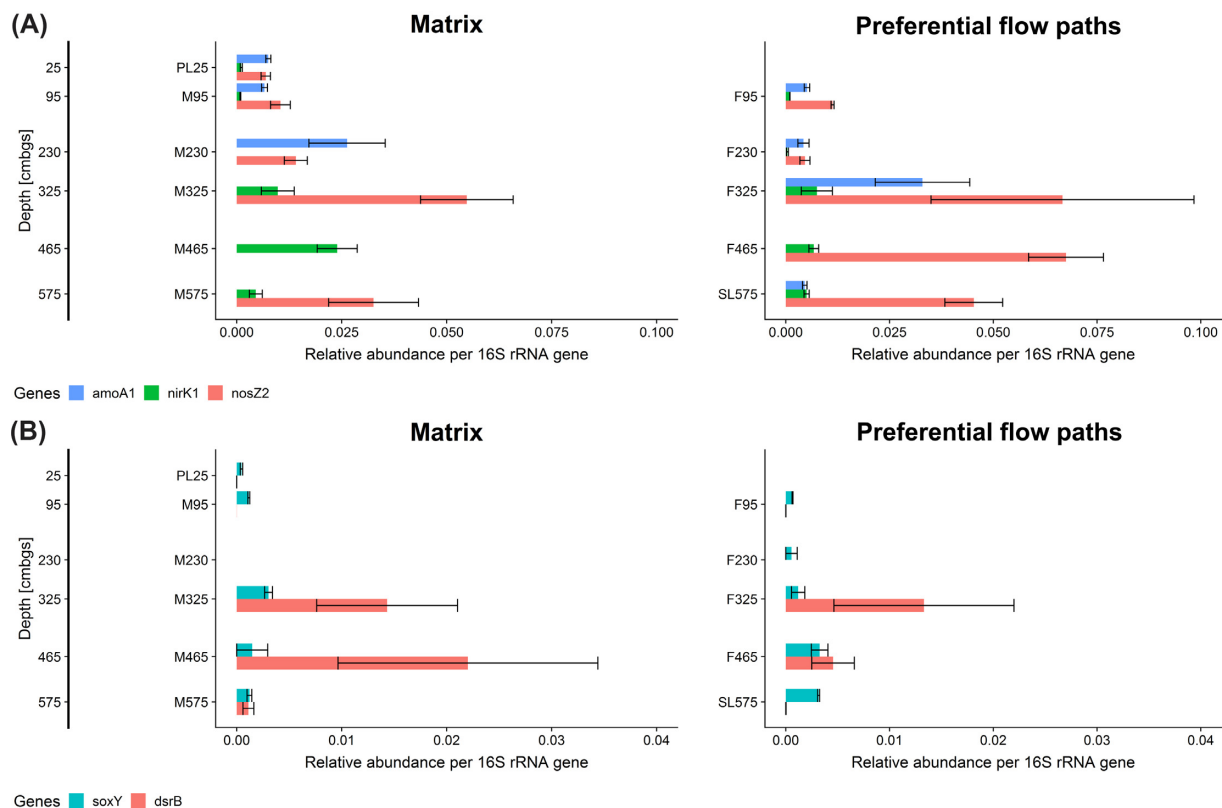 (A)
Matrix
Preferential flow paths
Depth [cmbgs]
25
95
230
325
465
575
PL25
M95
M230
M325
M465
M575
F95
F230
F325
F465
SL575
0.000 0.025 0.050 0.075 0.100
0.000 0.025 0.050 0.075 0.100
Relative abundance per 16S rRNA gene
Relative abundance per 16S rRNA gene
Genes amoA1 nirK1 nosZ2
(B)
Matrix
Preferential flow paths
Depth [cmbgs]
25
95
230
325
465
575
PL25
M95
M230
M325
M465
M575
F95
F230
F325
F465
SL575
0.00 0.01 0.02 0.03 0.04
0.00 0.01 0.02 0.03 0.04
Relative abundance per 16S rRNA gene
Relative abundance per 16S rRNA gene
Genes soxY dsrB